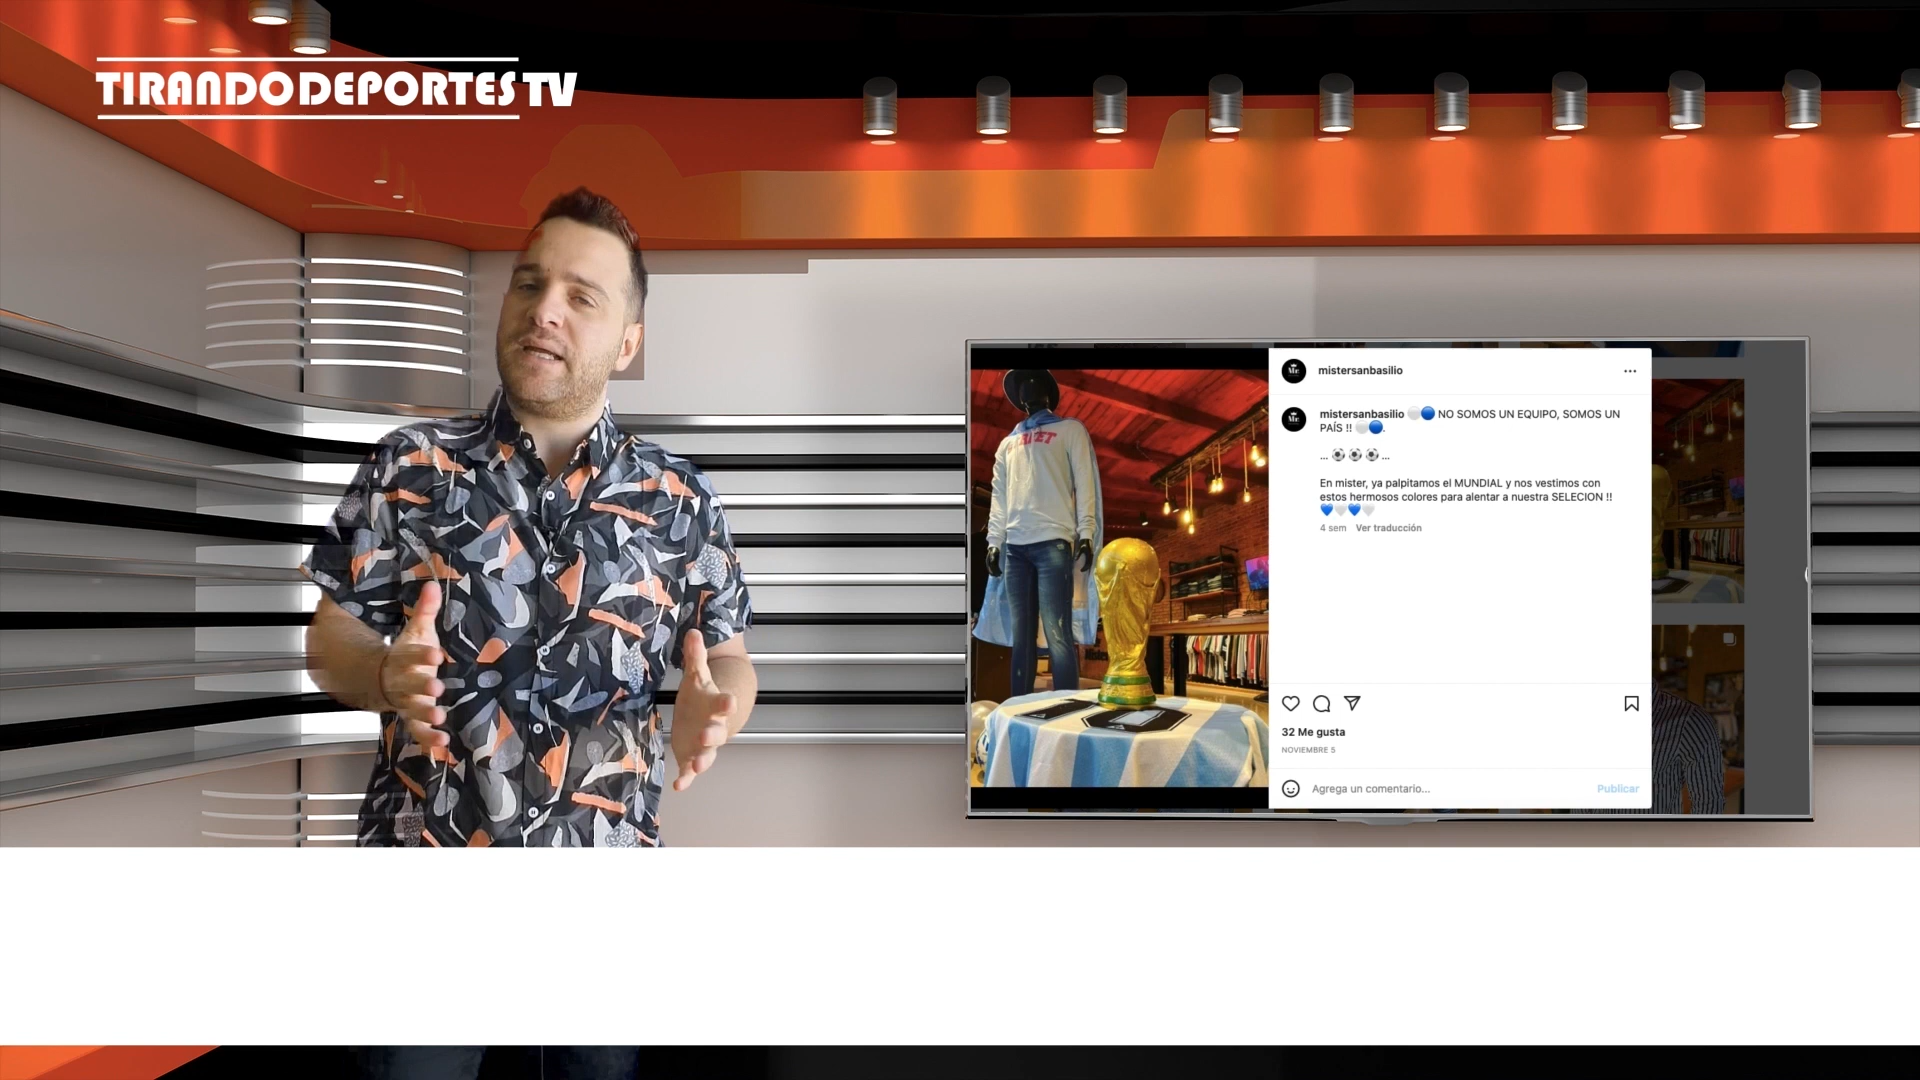 TIRANDODEPORTES TV
mistersanbasilio
mistersanbasilio ⚪🔵 NO SOMOS UN EQUIPO, SOMOS UN
PAÍS !! ⚪🔵.
... ⚽ ⚽ ⚽ ...
En mister, ya palpitamos el MUNDIAL y nos vestimos con
estos hermosos colores para alentar a nuestra SELECION !!
💙🤍💙🤍
4 sem Ver traducción
32 Me gusta
NOVIEMBRE 5
Agrega un comentario... Publicar
10